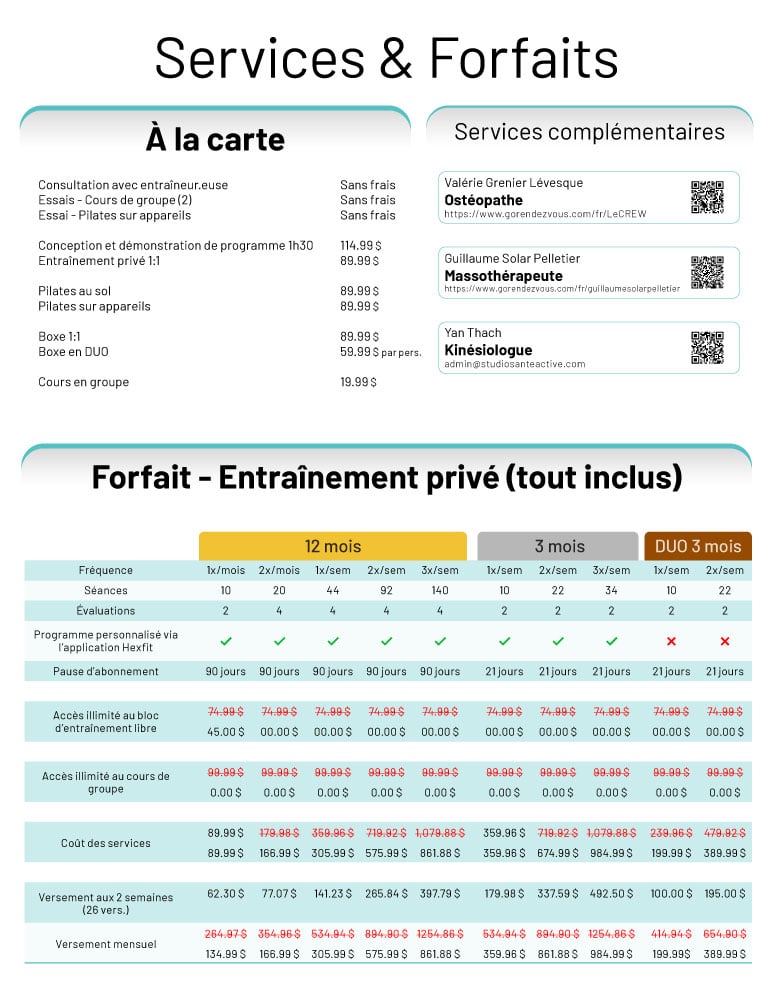 Services & Forfaits
À la carte
Consultation avec entraîneur.euse Sans frais
Essais - Cours de groupe (2) Sans frais
Essai - Pilates sur appareils Sans frais
Conception et démonstration de programme 1h30 114.99 $
Entraînement privé 1:1 89.99 $
Pilates au sol 89.99 $
Pilates sur appareils 89.99 $
Boxe 1:1 89.99 $
Boxe en DUO 59.99 $ par pers.
Cours en groupe 19.99 $
Services complémentaires
Valérie Grenier Lévesque
Ostéopathe
https://www.gorendezvous.com/fr/LeCREW
Guillaume Solar Pelletier
Massothérapeute
https://www.gorendezvous.com/fr/guillaumesolarpelletier
Yan Thach
Kinésiologue
admin@studiosanteactive.com
Forfait - Entraînement privé (tout inclus)
12 mois 3 mois DUO 3 mois
Fréquence 1x/mois 2x/mois 1x/sem 2x/sem 3x/sem 1x/sem 2x/sem 3x/sem 1x/sem 2x/sem
Séances 10 20 44 92 140 10 22 34 10 22
Évaluations 2 4 4 4 4 2 2 2 2 2
Programme personnalisé via
l'application Hexfit
Pause d'abonnement 90 jours 90 jours 90 jours 90 jours 90 jours 21 jours 21 jours 21 jours 21 jours 21 jours
Accès illimité au bloc
d'entraînement libre
74.99 $ 74.99 $ 74.99 $ 74.99 $ 74.99 $ 74.99 $ 74.99 $ 74.99 $ 74.99 $ 74.99 $
45.00 $ 00.00 $ 00.00 $ 00.00 $ 00.00 $ 00.00 $ 00.00 $ 00.00 $ 00.00 $ 00.00 $
Accès illimité au cours de
groupe
99.99 $ 99.99 $ 99.99 $ 99.99 $ 99.99 $ 99.99 $ 99.99 $ 99.99 $ 99.99 $ 99.99 $
0.00 $ 0.00 $ 0.00 $ 0.00 $ 0.00 $ 0.00 $ 0.00 $ 0.00 $ 0.00 $ 0.00 $
Coût des services
89.99 $ 179.98 $ 359.96 $ 719.92 $ 1,079.88 $ 359.96 $ 719.92 $ 1,079.88 $ 239.96 $ 479.92 $
89.99 $ 166.99 $ 305.99 $ 575.99 $ 861.88 $ 359.96 $ 674.99 $ 984.99 $ 199.99 $ 389.99 $
Versement aux 2 semaines
(26 vers.)
62.30 $ 77.07 $ 141.23 $ 265.84 $ 397.79 $ 179.98 $ 337.59 $ 492.50 $ 100.00 $ 195.00 $
Versement mensuel
264.97 $ 354.96 $ 534.94 $ 894.90 $ 1254.86 $ 534.94 $ 894.90 $ 1254.86 $ 414.94 $ 654.90 $
134.99 $ 166.99 $ 305.99 $ 575.99 $ 861.88 $ 359.96 $ 861.88 $ 984.99 $ 199.99$ 389.99 $